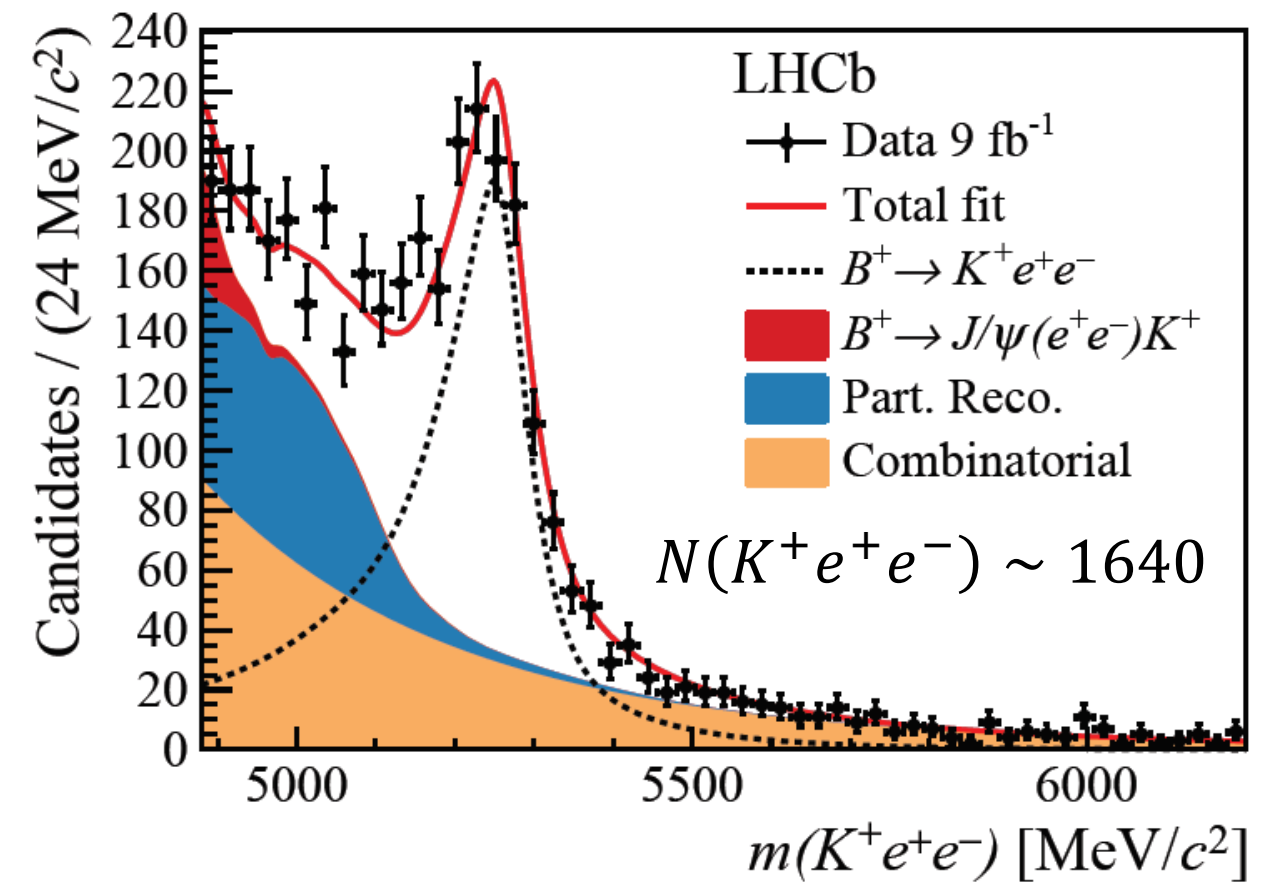 Candidates / (24 MeV/c²)
240
220
200
180
160
140
120
100
80
60
40
20
0
LHCb
Data 9 fb⁻¹
Total fit
B⁺→ K⁺e⁺e⁻
B⁺→ J/ψ(e⁺e⁻)K⁺
Part. Reco.
Combinatorial
N(K⁺e⁺e⁻) ~ 1640
5000 5500 6000
m(K⁺e⁺e⁻) [MeV/c²]